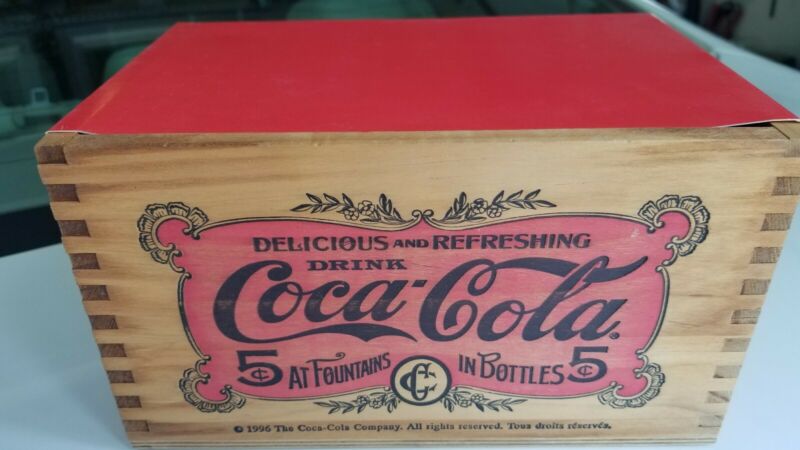 DELICIOUS AND REFRESHING
DRINK
Coca-Cola®
5¢ AT FOUNTAINS CC IN BOTTLES 5¢
© 1996 The Coca-Cola Company. All rights reserved. Tous droits réservés.